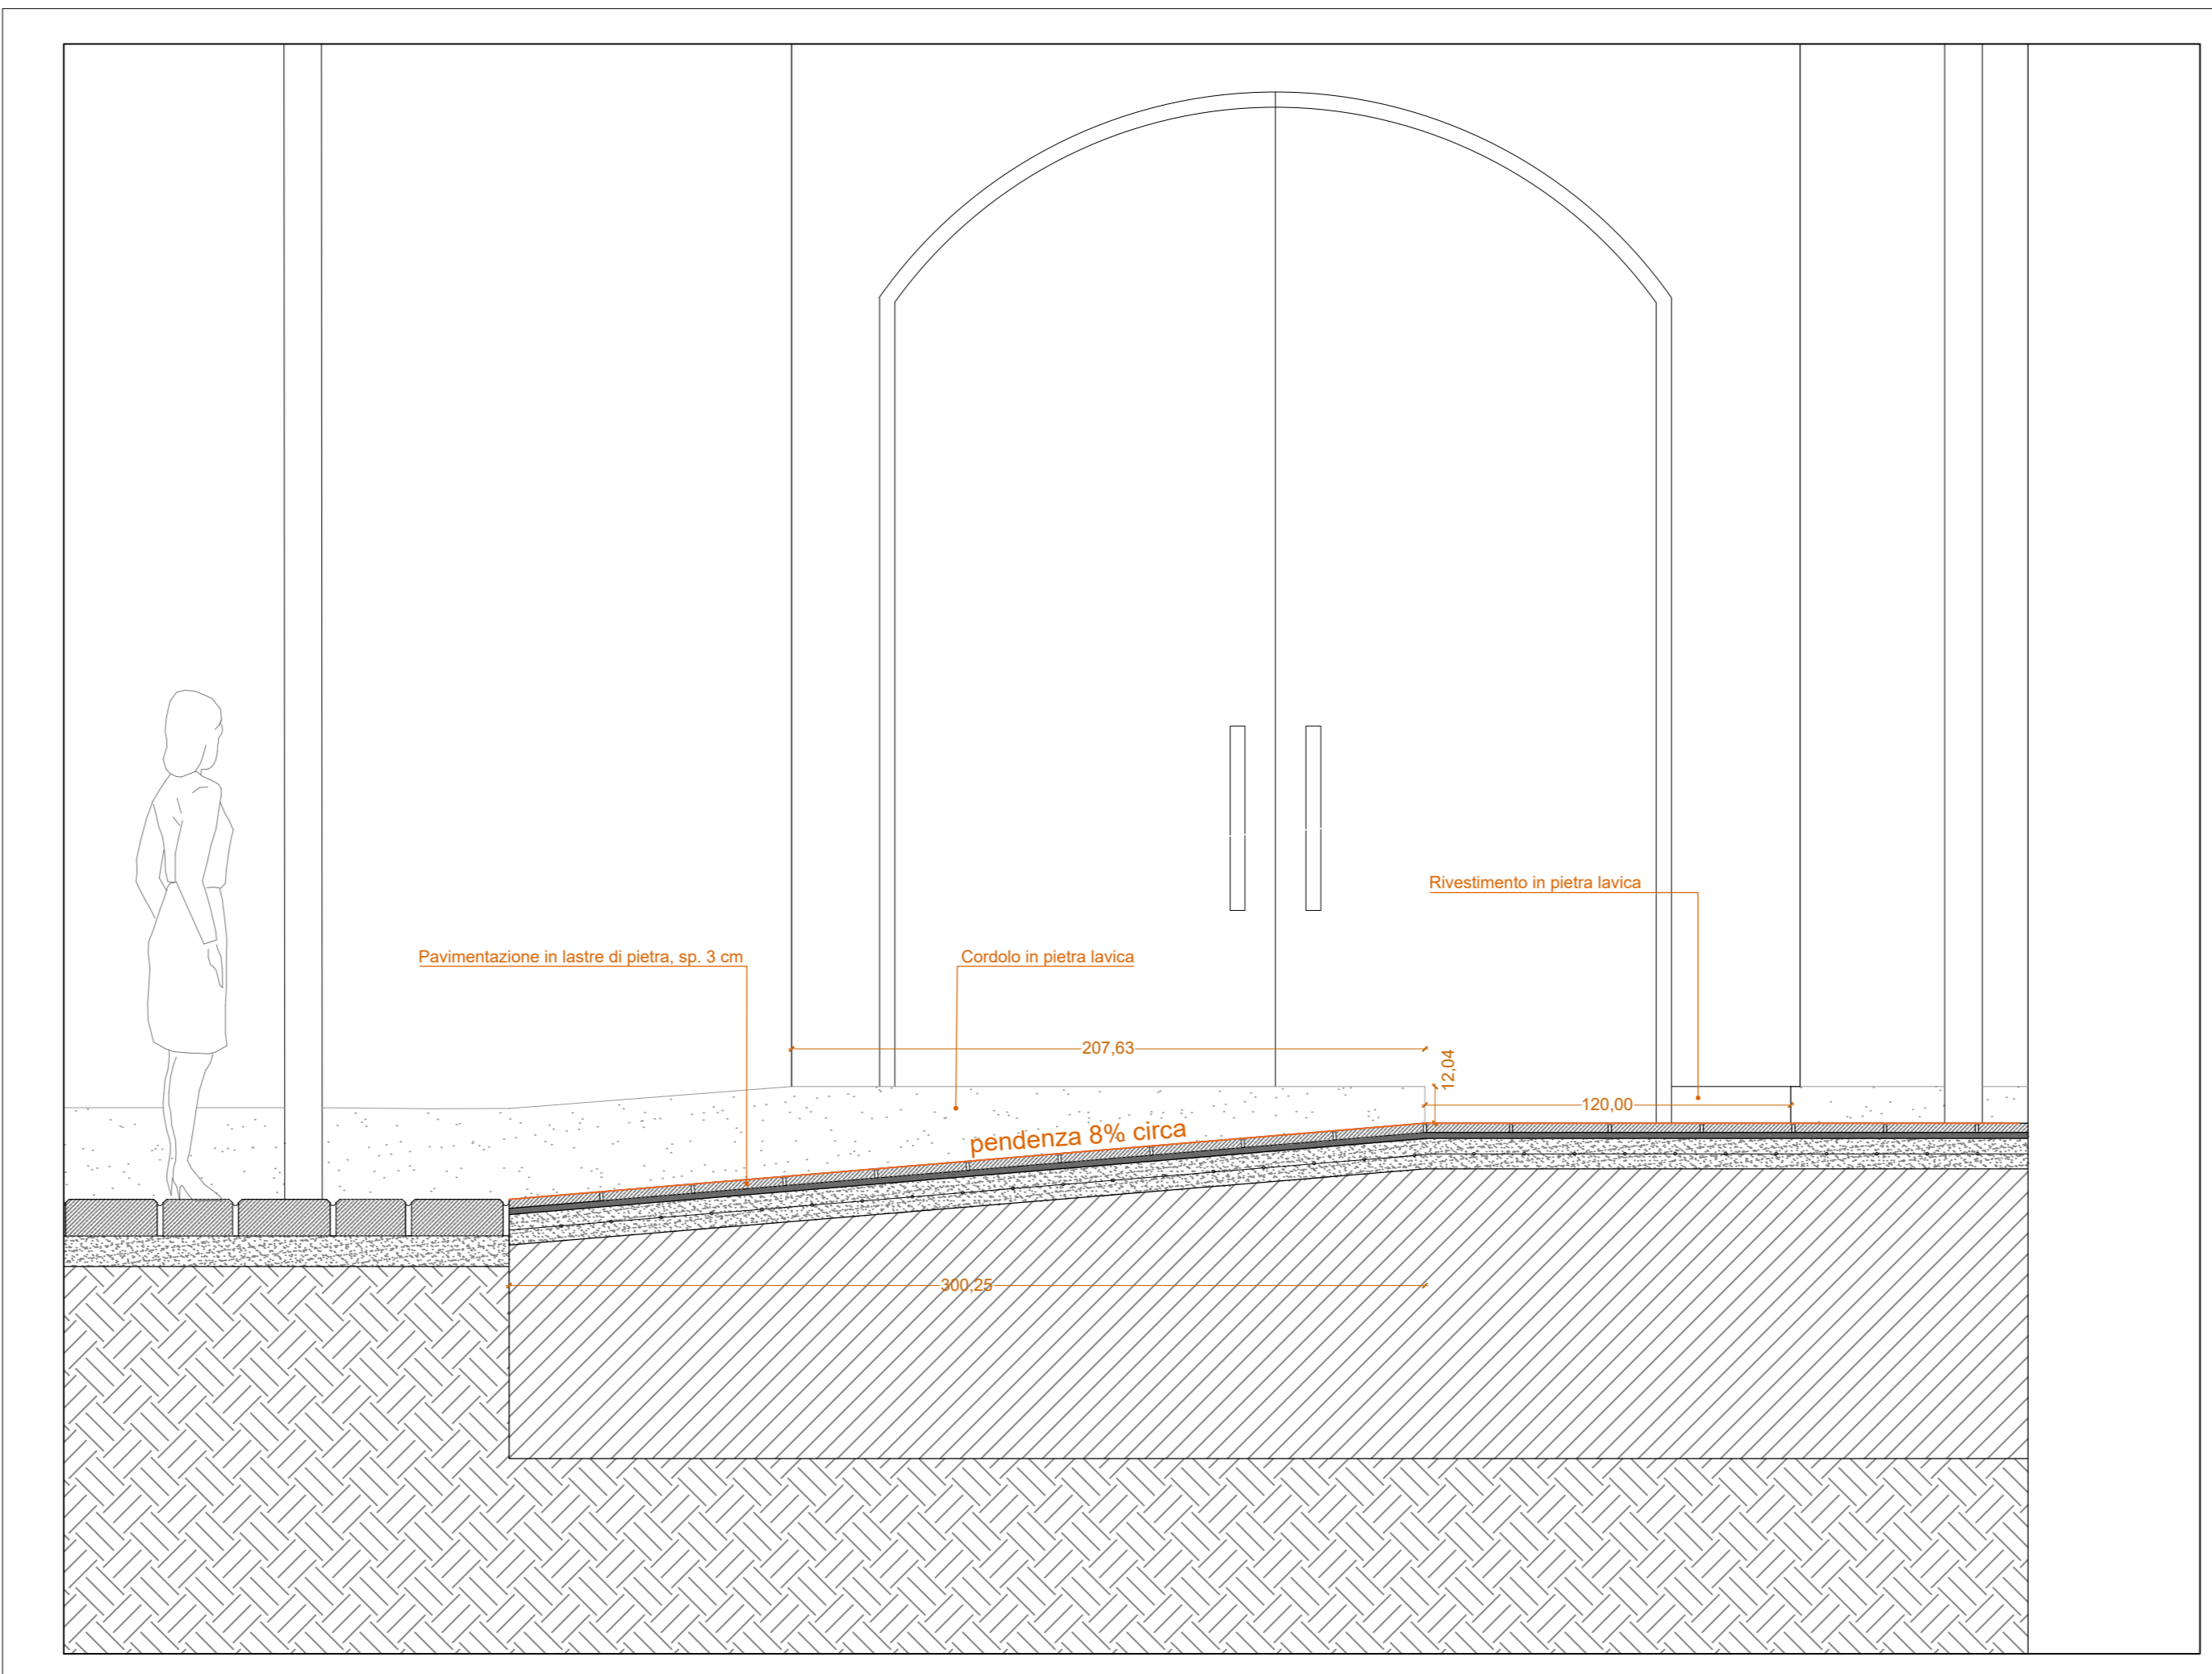 Rivestimento in pietra lavica
Pavimentazione in lastre di pietra, sp. 3 cm
Cordolo in pietra lavica
207,63
12,04
120,00
pendenza 8% circa
300,25